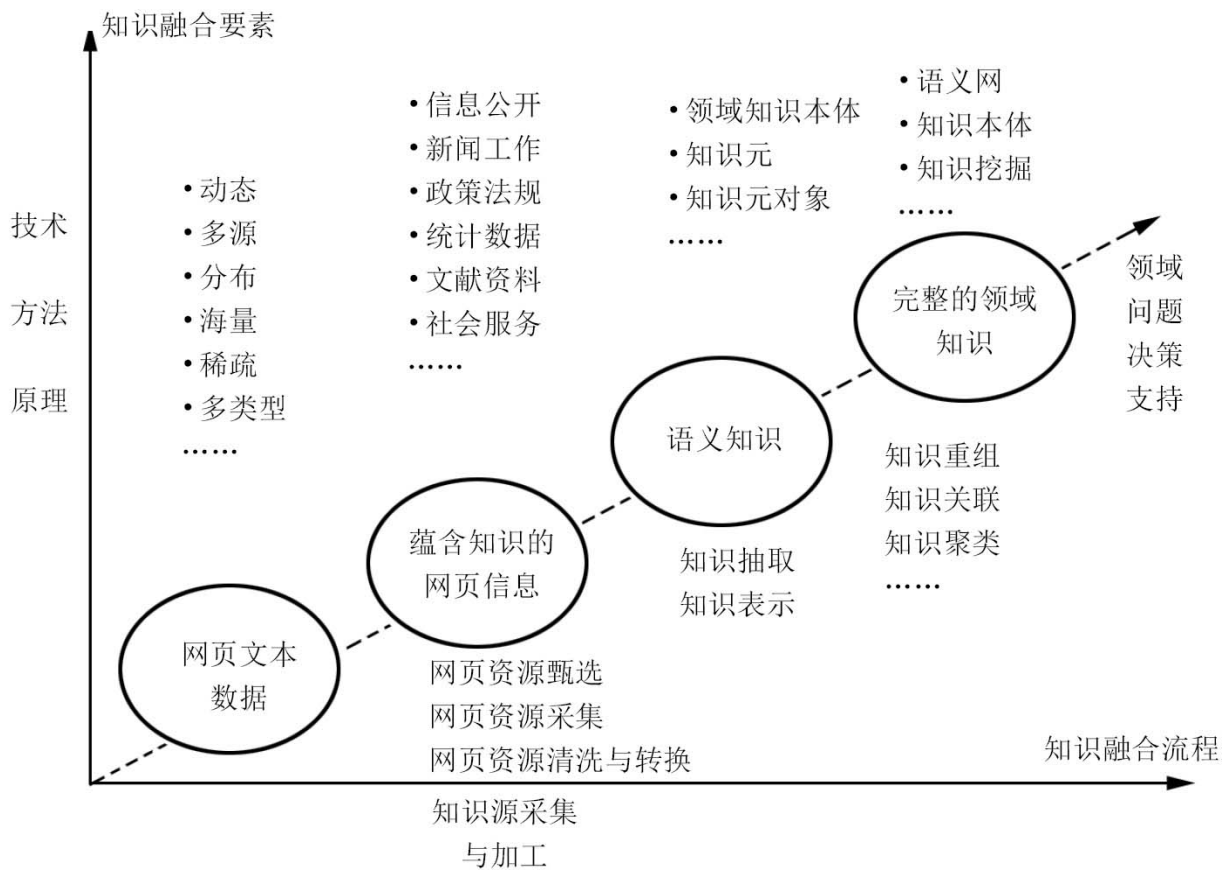 知识融合要素
技术
方法
原理
• 动态
• 多源
• 分布
• 海量
• 稀疏
• 多类型
……
• 信息公开
• 新闻工作
• 政策法规
• 统计数据
• 文献资料
• 社会服务
……
• 领域知识本体
• 知识元
• 知识元对象
……
• 语义网
• 知识本体
• 知识挖掘
……
网页文本
数据
蕴含知识的
网页信息
语义知识
完整的领域
知识
领域
问题
决策
支持
网页资源甄选
网页资源采集
网页资源清洗与转换
知识抽取
知识表示
知识重组
知识关联
知识聚类
……
知识融合流程
知识源采集
与加工